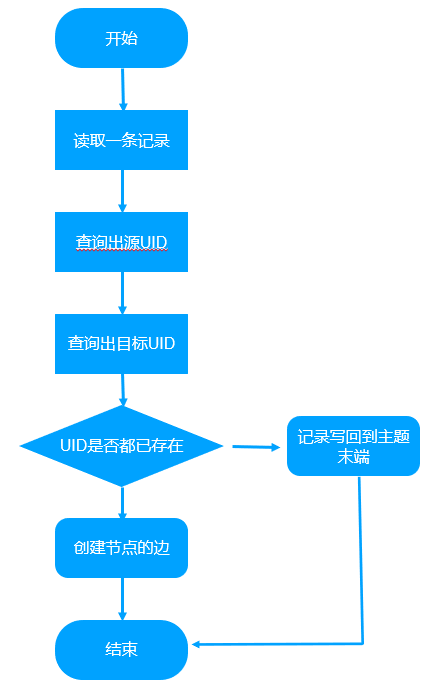 开始
读取一条记录
查询出源UID
查询出目标UID
UID是否都已存在
记录写回到主题
末端
创建节点的边
结束